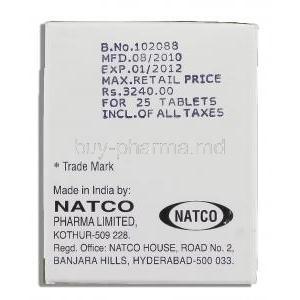 B.No.102088
MFD.08/2010
EXP.01/2012
MAX.RETAIL PRICE
Rs.3240.00
FOR 25 TABLETS
INCL.OF ALL TAXES
buy-pharma.md
* Trade Mark
Made in India by:
NATCO
PHARMA LIMITED,
KOTHUR-509 228.
Regd. Office: NATCO HOUSE, ROAD No. 2,
BANJARA HILLS, HYDERABAD-500 033.
NATCO